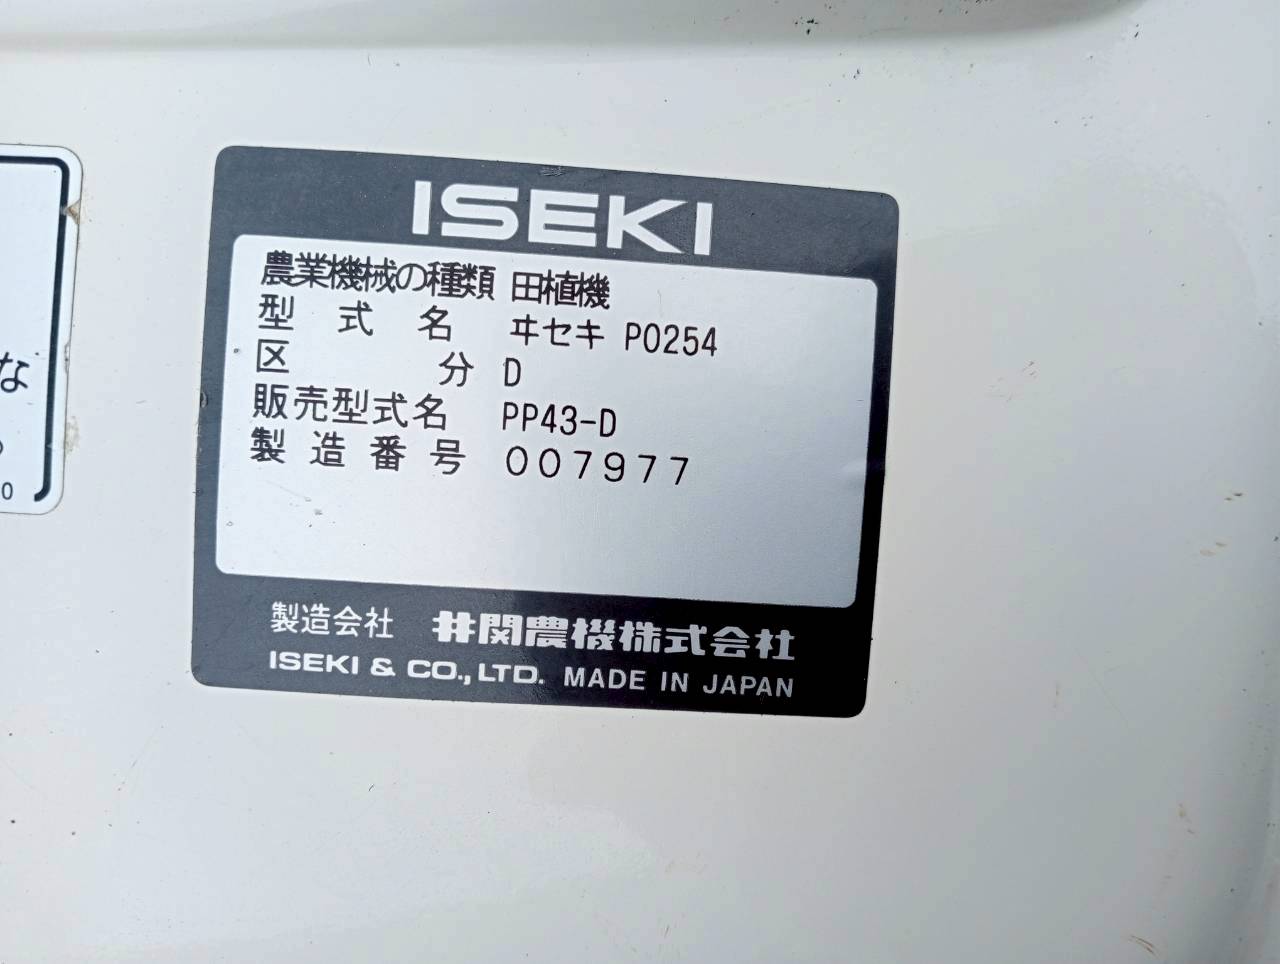 ISEKI
農業機械の種類 田植機
型式名 ヰセキ P0254
区分 D
販売型式名 PP43-D
製造番号 007977
製造会社 井関農機株式会社
ISEKI & CO., LTD. MADE IN JAPAN
な
0